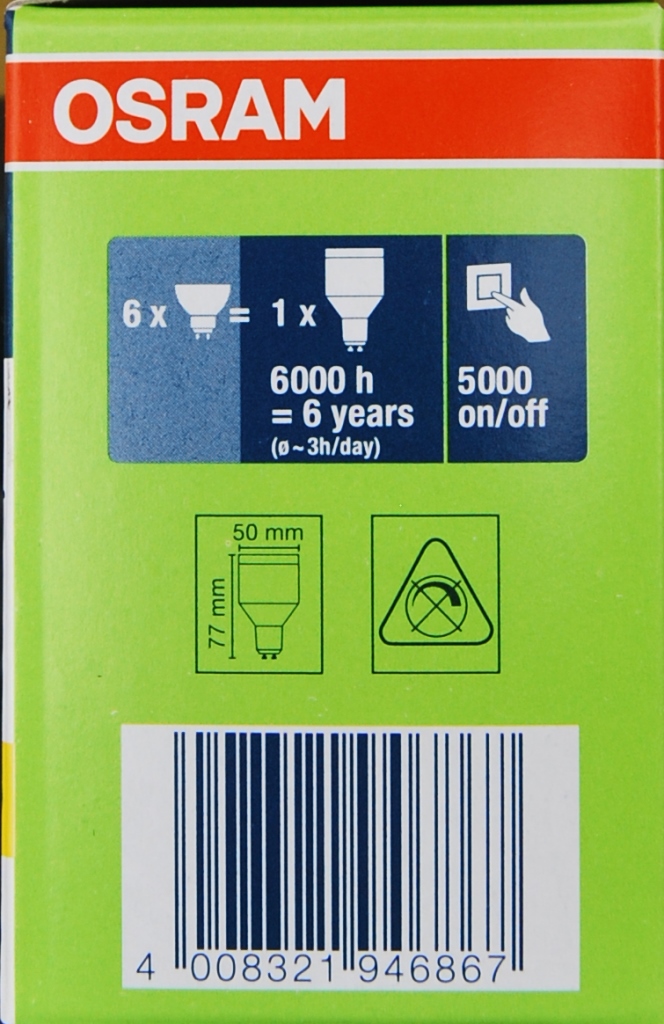 OSRAM
6 x = 1 x
6000 h
= 6 years
(ø ~ 3h/day)
5000
on/off
50 mm
77 mm
4 008321 946867